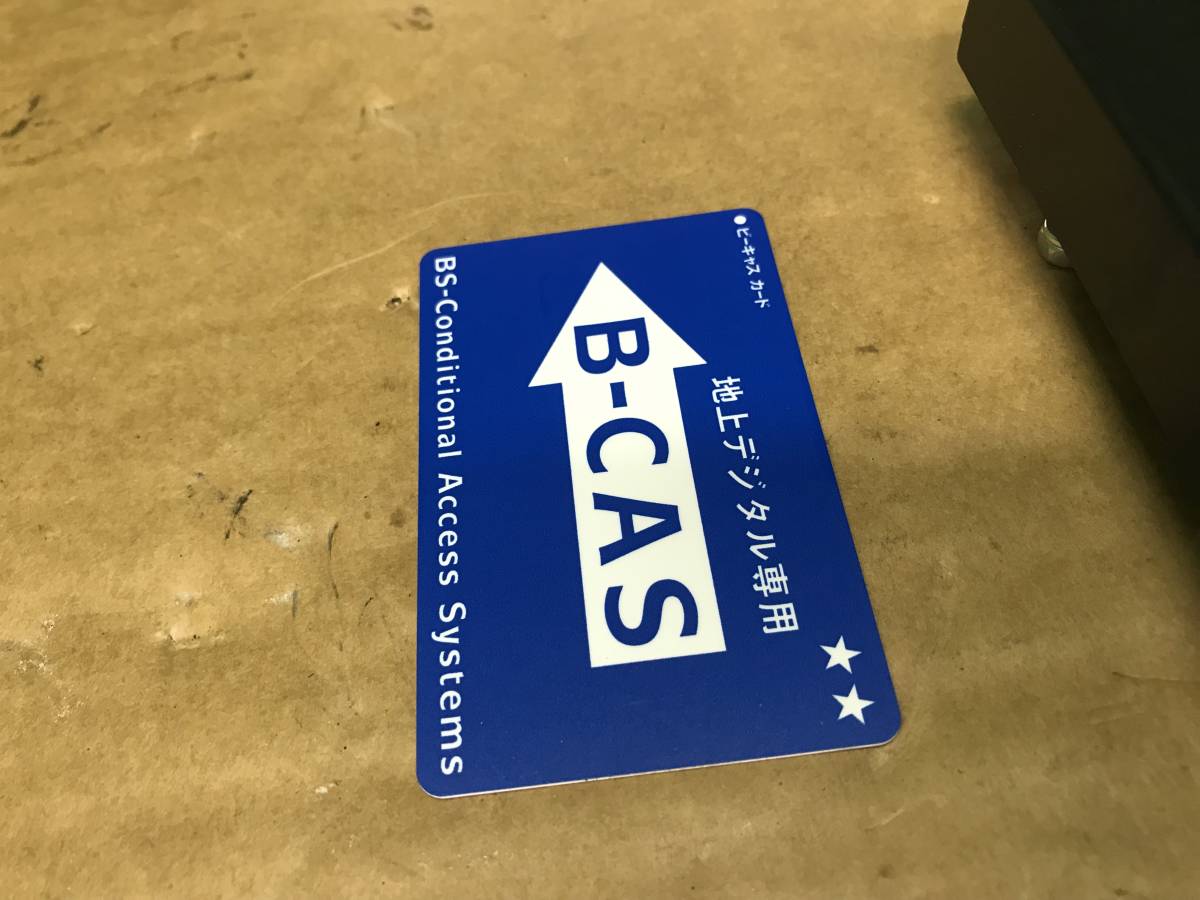 ●ビーキャス カード
地上デジタル専用
★★
B-CAS
BS-Conditional Access Systems